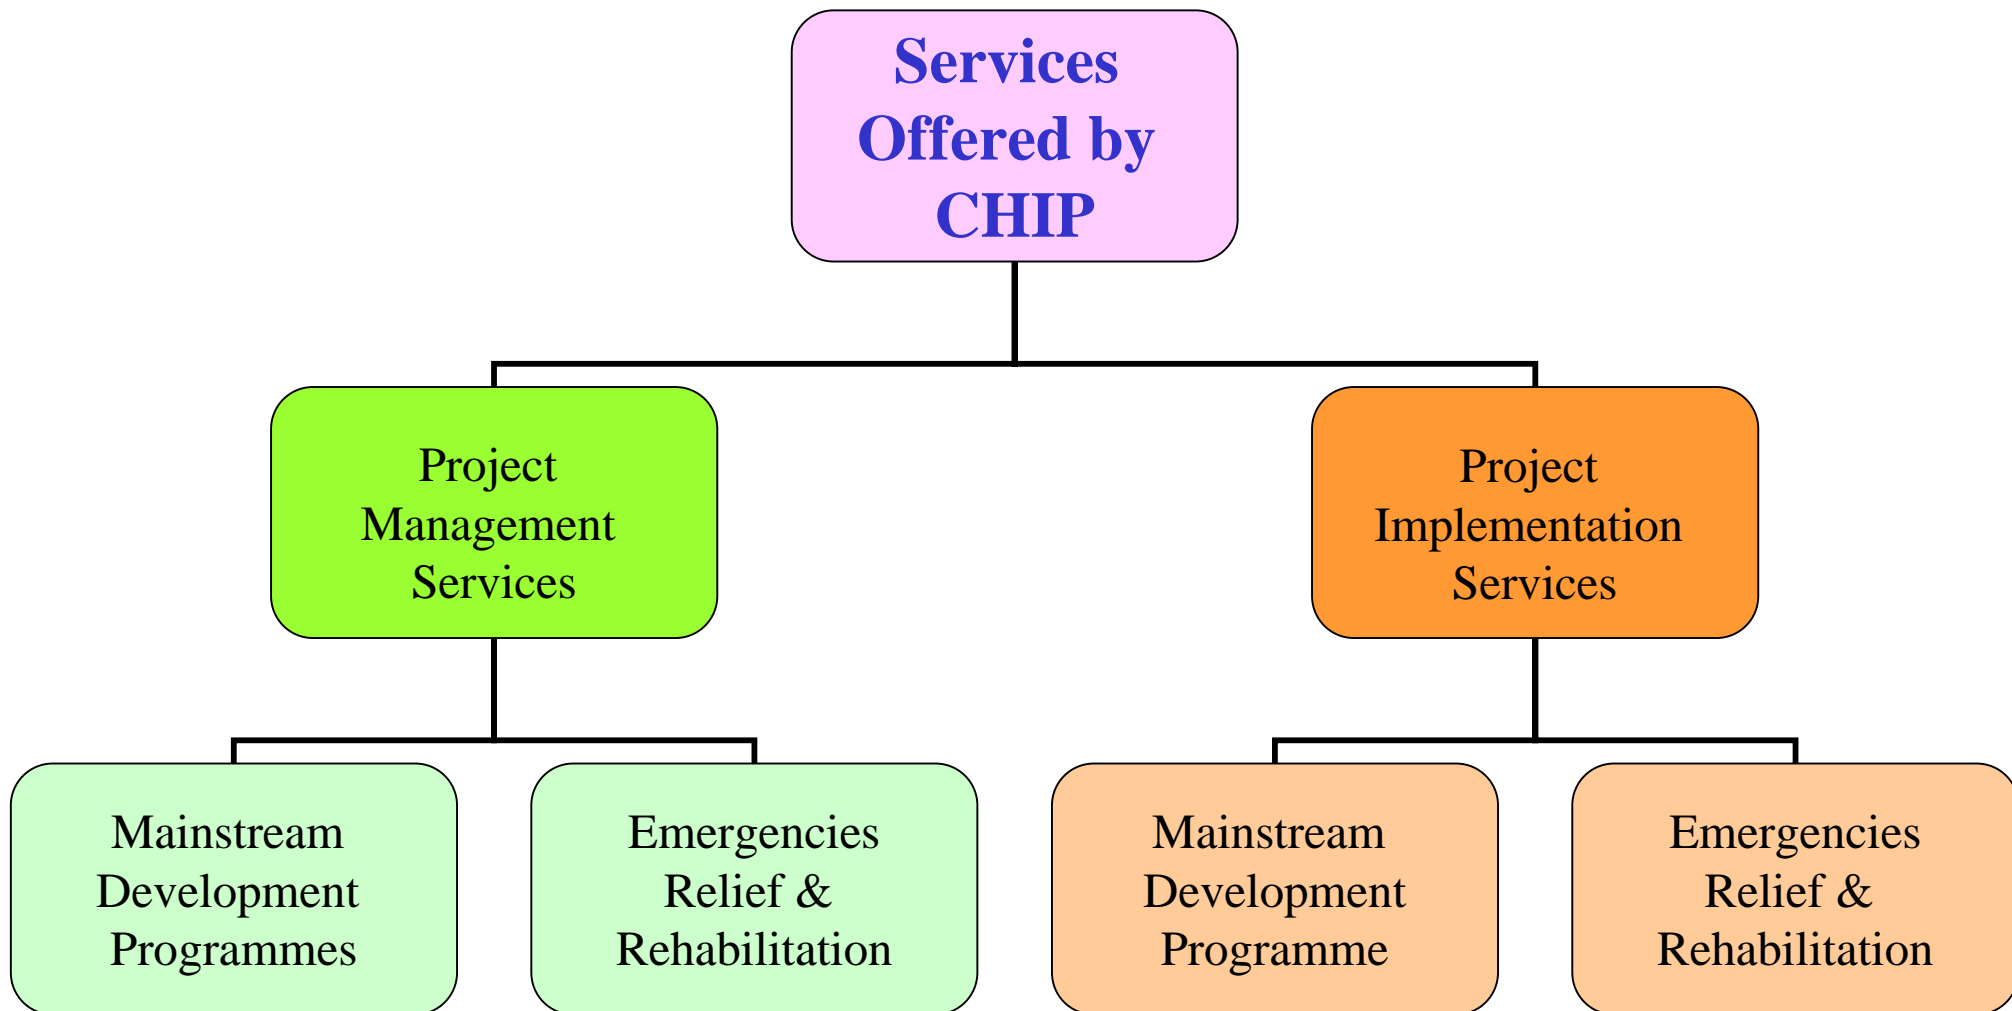 Services
Offered by
CHIP
Project
Management
Services
Project
Implementation
Services
Mainstream
Development
Programmes
Emergencies
Relief &
Rehabilitation
Mainstream
Development
Programme
Emergencies
Relief &
Rehabilitation